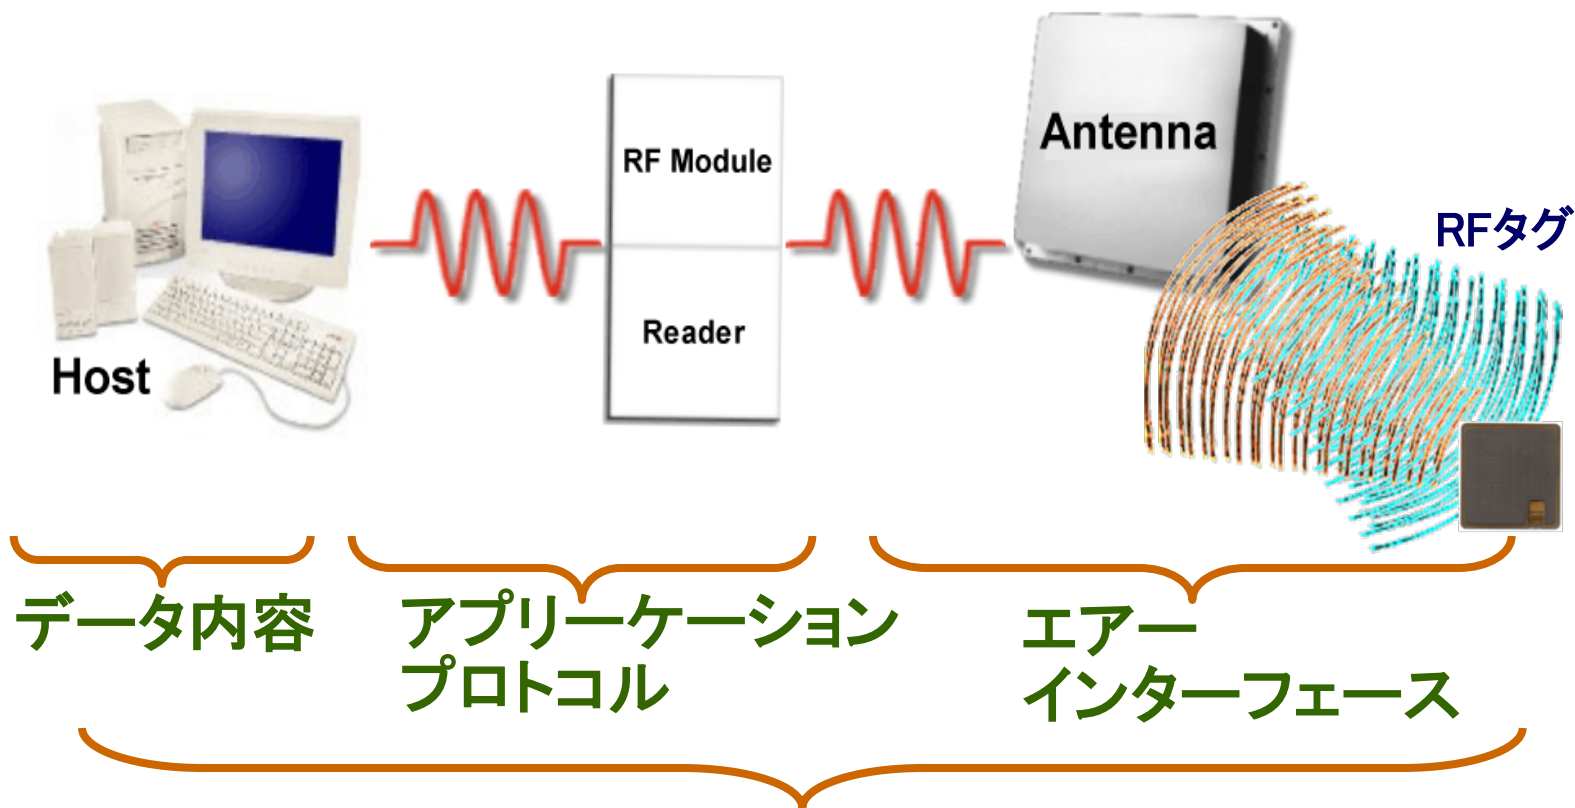 Antenna
RF Module
RFタグ
Reader
Host
データ内容
アプリーケーション
プロトコル
エアー
インターフェース